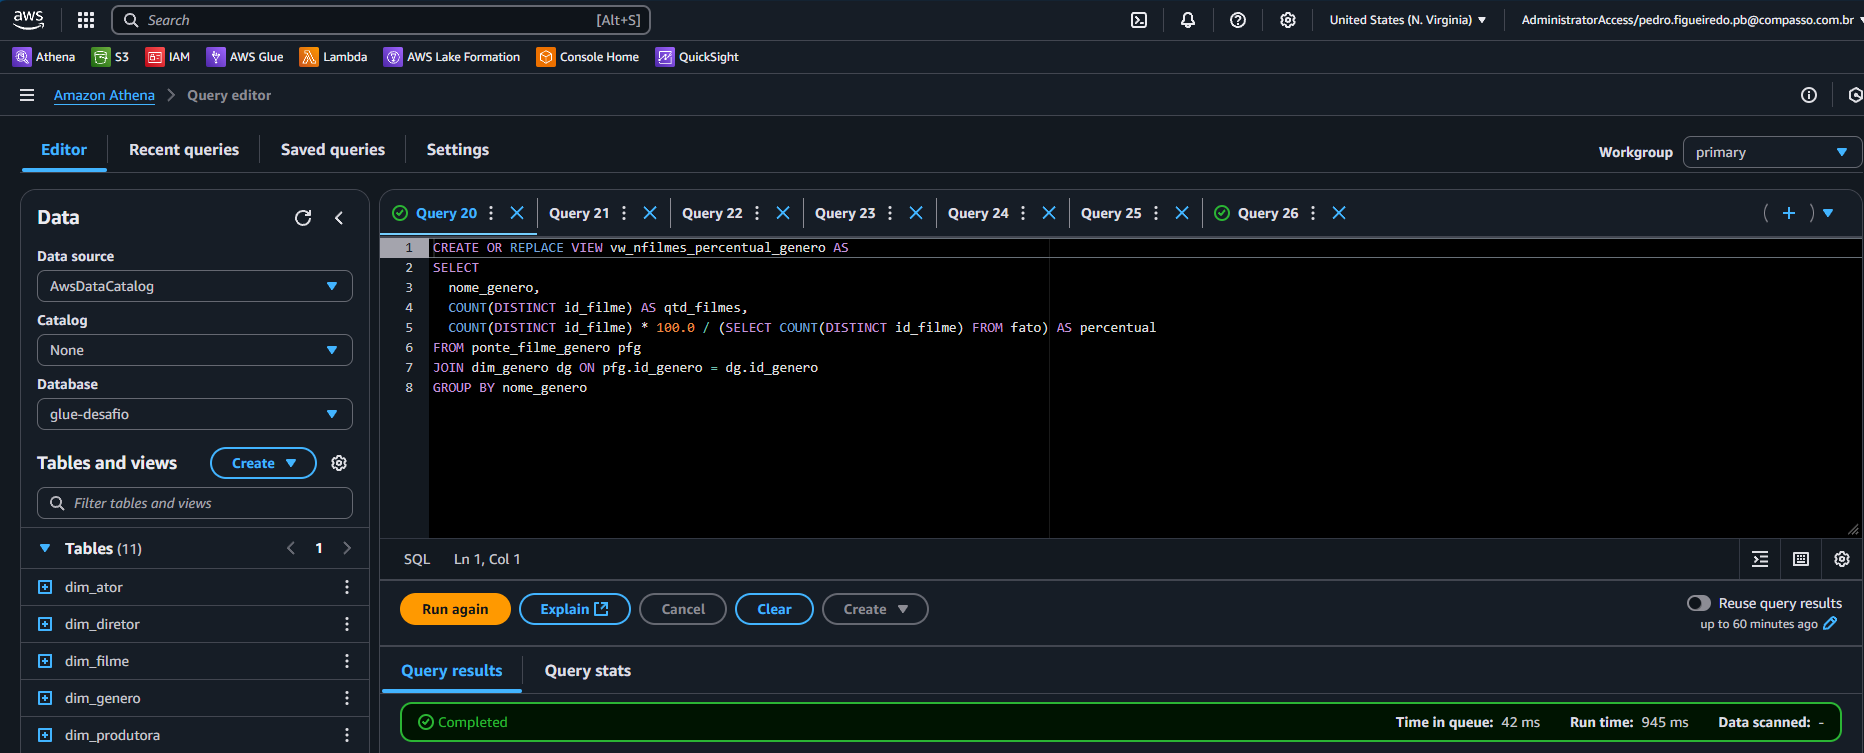 aws
Search [Alt+S]
United States (N. Virginia)
AdministratorAccess/pedro.figueiredo.pb@compasso.com.br
Athena
S3
IAM
AWS Glue
Lambda
AWS Lake Formation
Console Home
QuickSight
Amazon Athena
Query editor
Editor
Recent queries
Saved queries
Settings
Workgroup
primary
Data
Data source
AwsDataCatalog
Catalog
None
Database
glue-desafio
Tables and views
Create
Filter tables and views
Tables (11)
1
dim_ator
dim_diretor
dim_filme
dim_genero
dim_produtora
Query 20
Query 21
Query 22
Query 23
Query 24
Query 25
Query 26
1 CREATE OR REPLACE VIEW vw_nfilmes_percentual_genero AS
2 SELECT
3 nome_genero,
4 COUNT(DISTINCT id_filme) AS qtd_filmes,
5 COUNT(DISTINCT id_filme) * 100.0 / (SELECT COUNT(DISTINCT id_filme) FROM fato) AS percentual
6 FROM ponte_filme_genero pfg
7 JOIN dim_genero dg ON pfg.id_genero = dg.id_genero
8 GROUP BY nome_genero
SQL
Ln 1, Col 1
Run again
Explain
Cancel
Clear
Create
Reuse query results
up to 60 minutes ago
Query results
Query stats
Completed
Time in queue: 42 ms
Run time: 945 ms
Data scanned: -